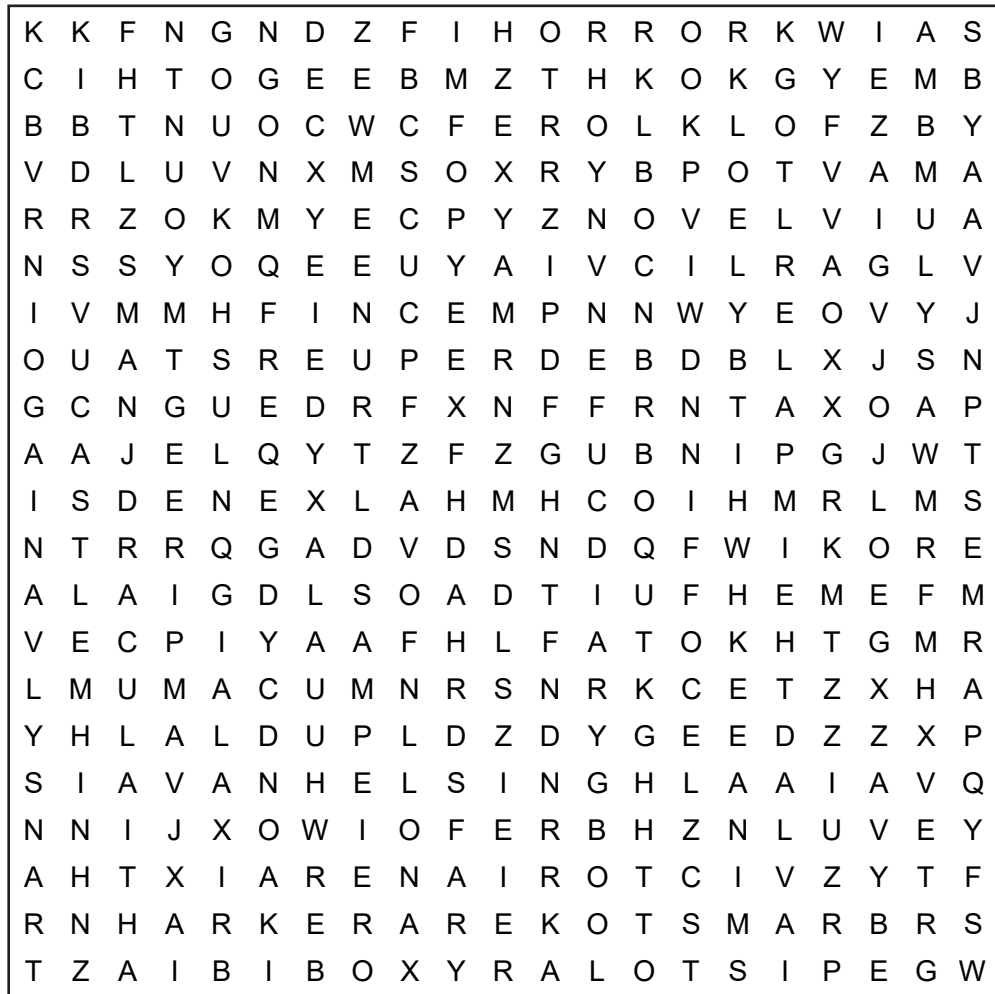 K K F N G N D Z F I H O R R O R K W I A S
C I H T O G E E B M Z T H K O K G Y E M B
B B T N U O C W C F E R O L K L O F Z B Y
V D L U V N X M S O X R Y B P O T V A M A
R R Z O K M Y E C P Y Z N O V E L V I U A
N S S Y O Q E E U Y A I V C I L R A G L V
I V M M H F I N C E M P N N W Y E O V Y J
O U A T S R E U P E R D E B D B L X J S N
G C N G U E D R F X N F F R N T A X O A P
A A J E L Q Y T Z F Z G U B N I P G J W T
I S D E N E X L A H M H C O I H M R L M S
N T R R Q G A D V D S N D Q F W I K O R E
A L A I G D L S O A D T I U F H E M E F M
V E C P I Y A A F H L F A T O K H T G M R
L M U M A C U M N R S N R K C E T Z X H A
Y H L A L D U P L D Z D Y G E E D Z Z X P
S I A V A N H E L S I N G H L A A I A V Q
N N I J X O W I O F E R B H Z N L U V E Y
A H T X I A R E N A I R O T C I V Z Y T F
R N H A R K E R A R E K O T S M A R B R S
T Z A I B I B O X Y R A L O T S I P E G W